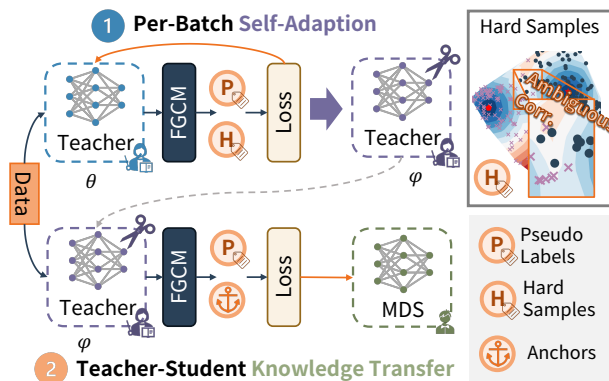 1 Per-Batch Self-Adaption
Teacher
θ
FGCM
P
H
Loss
Teacher
φ
Data
Teacher
φ
FGCM
P
Loss
MDS
2 Teacher-Student Knowledge Transfer
Hard Samples
Ambiguous
Corr.
H
P
Pseudo
Labels
H
Hard
Samples
Anchors